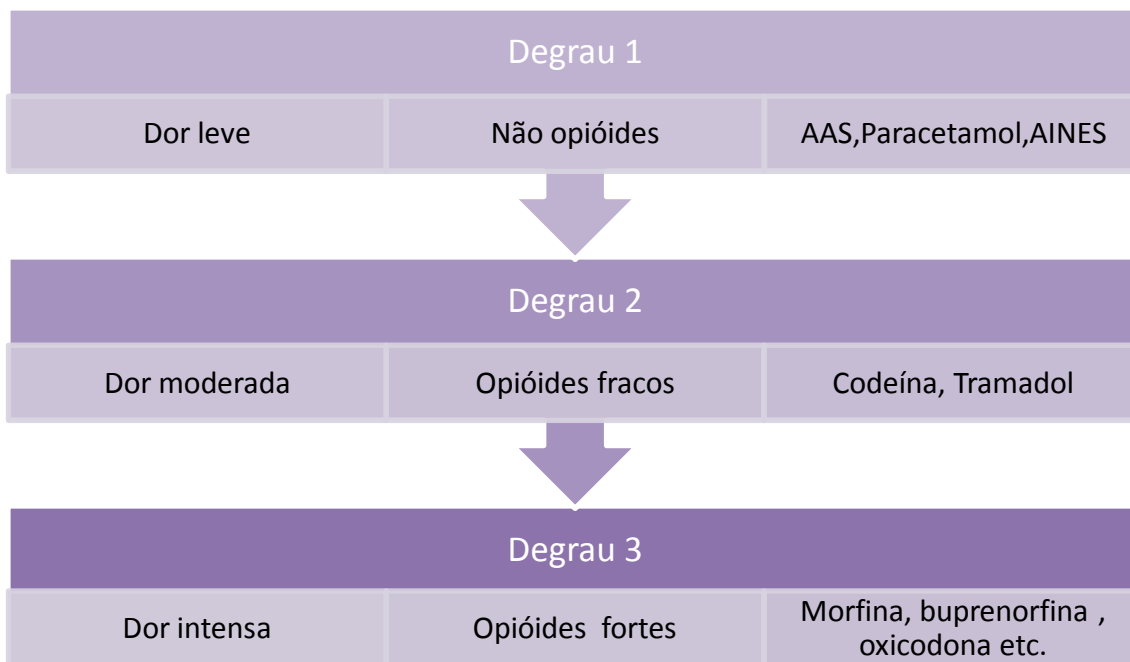 Degrau 1
Dor leve
Não opióides
AAS,Paracetamol,AINES
Degrau 2
Dor moderada
Opióides fracos
Codeína, Tramadol
Degrau 3
Dor intensa
Opióides  fortes
Morfina, buprenorfina ,
oxicodona etc.